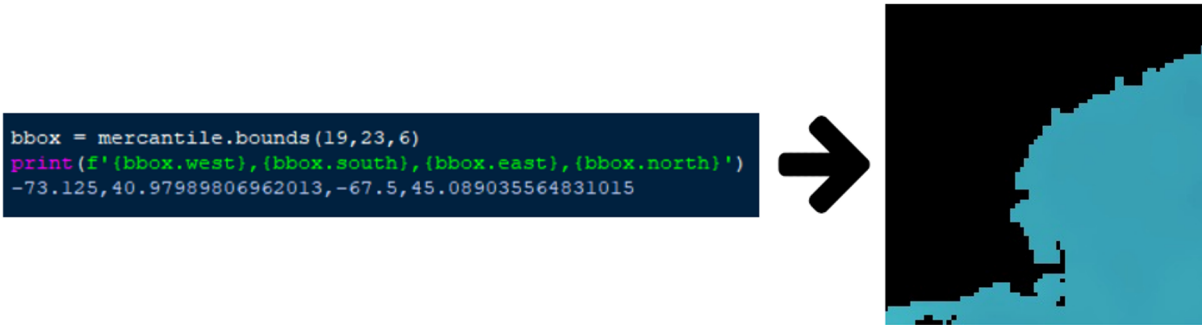 bbox = mercantile.bounds(19,23,6)
print(f'{bbox.west},{bbox.south},{bbox.east},{bbox.north}')
-73.125,40.97989806962013,-67.5,45.089035564831015